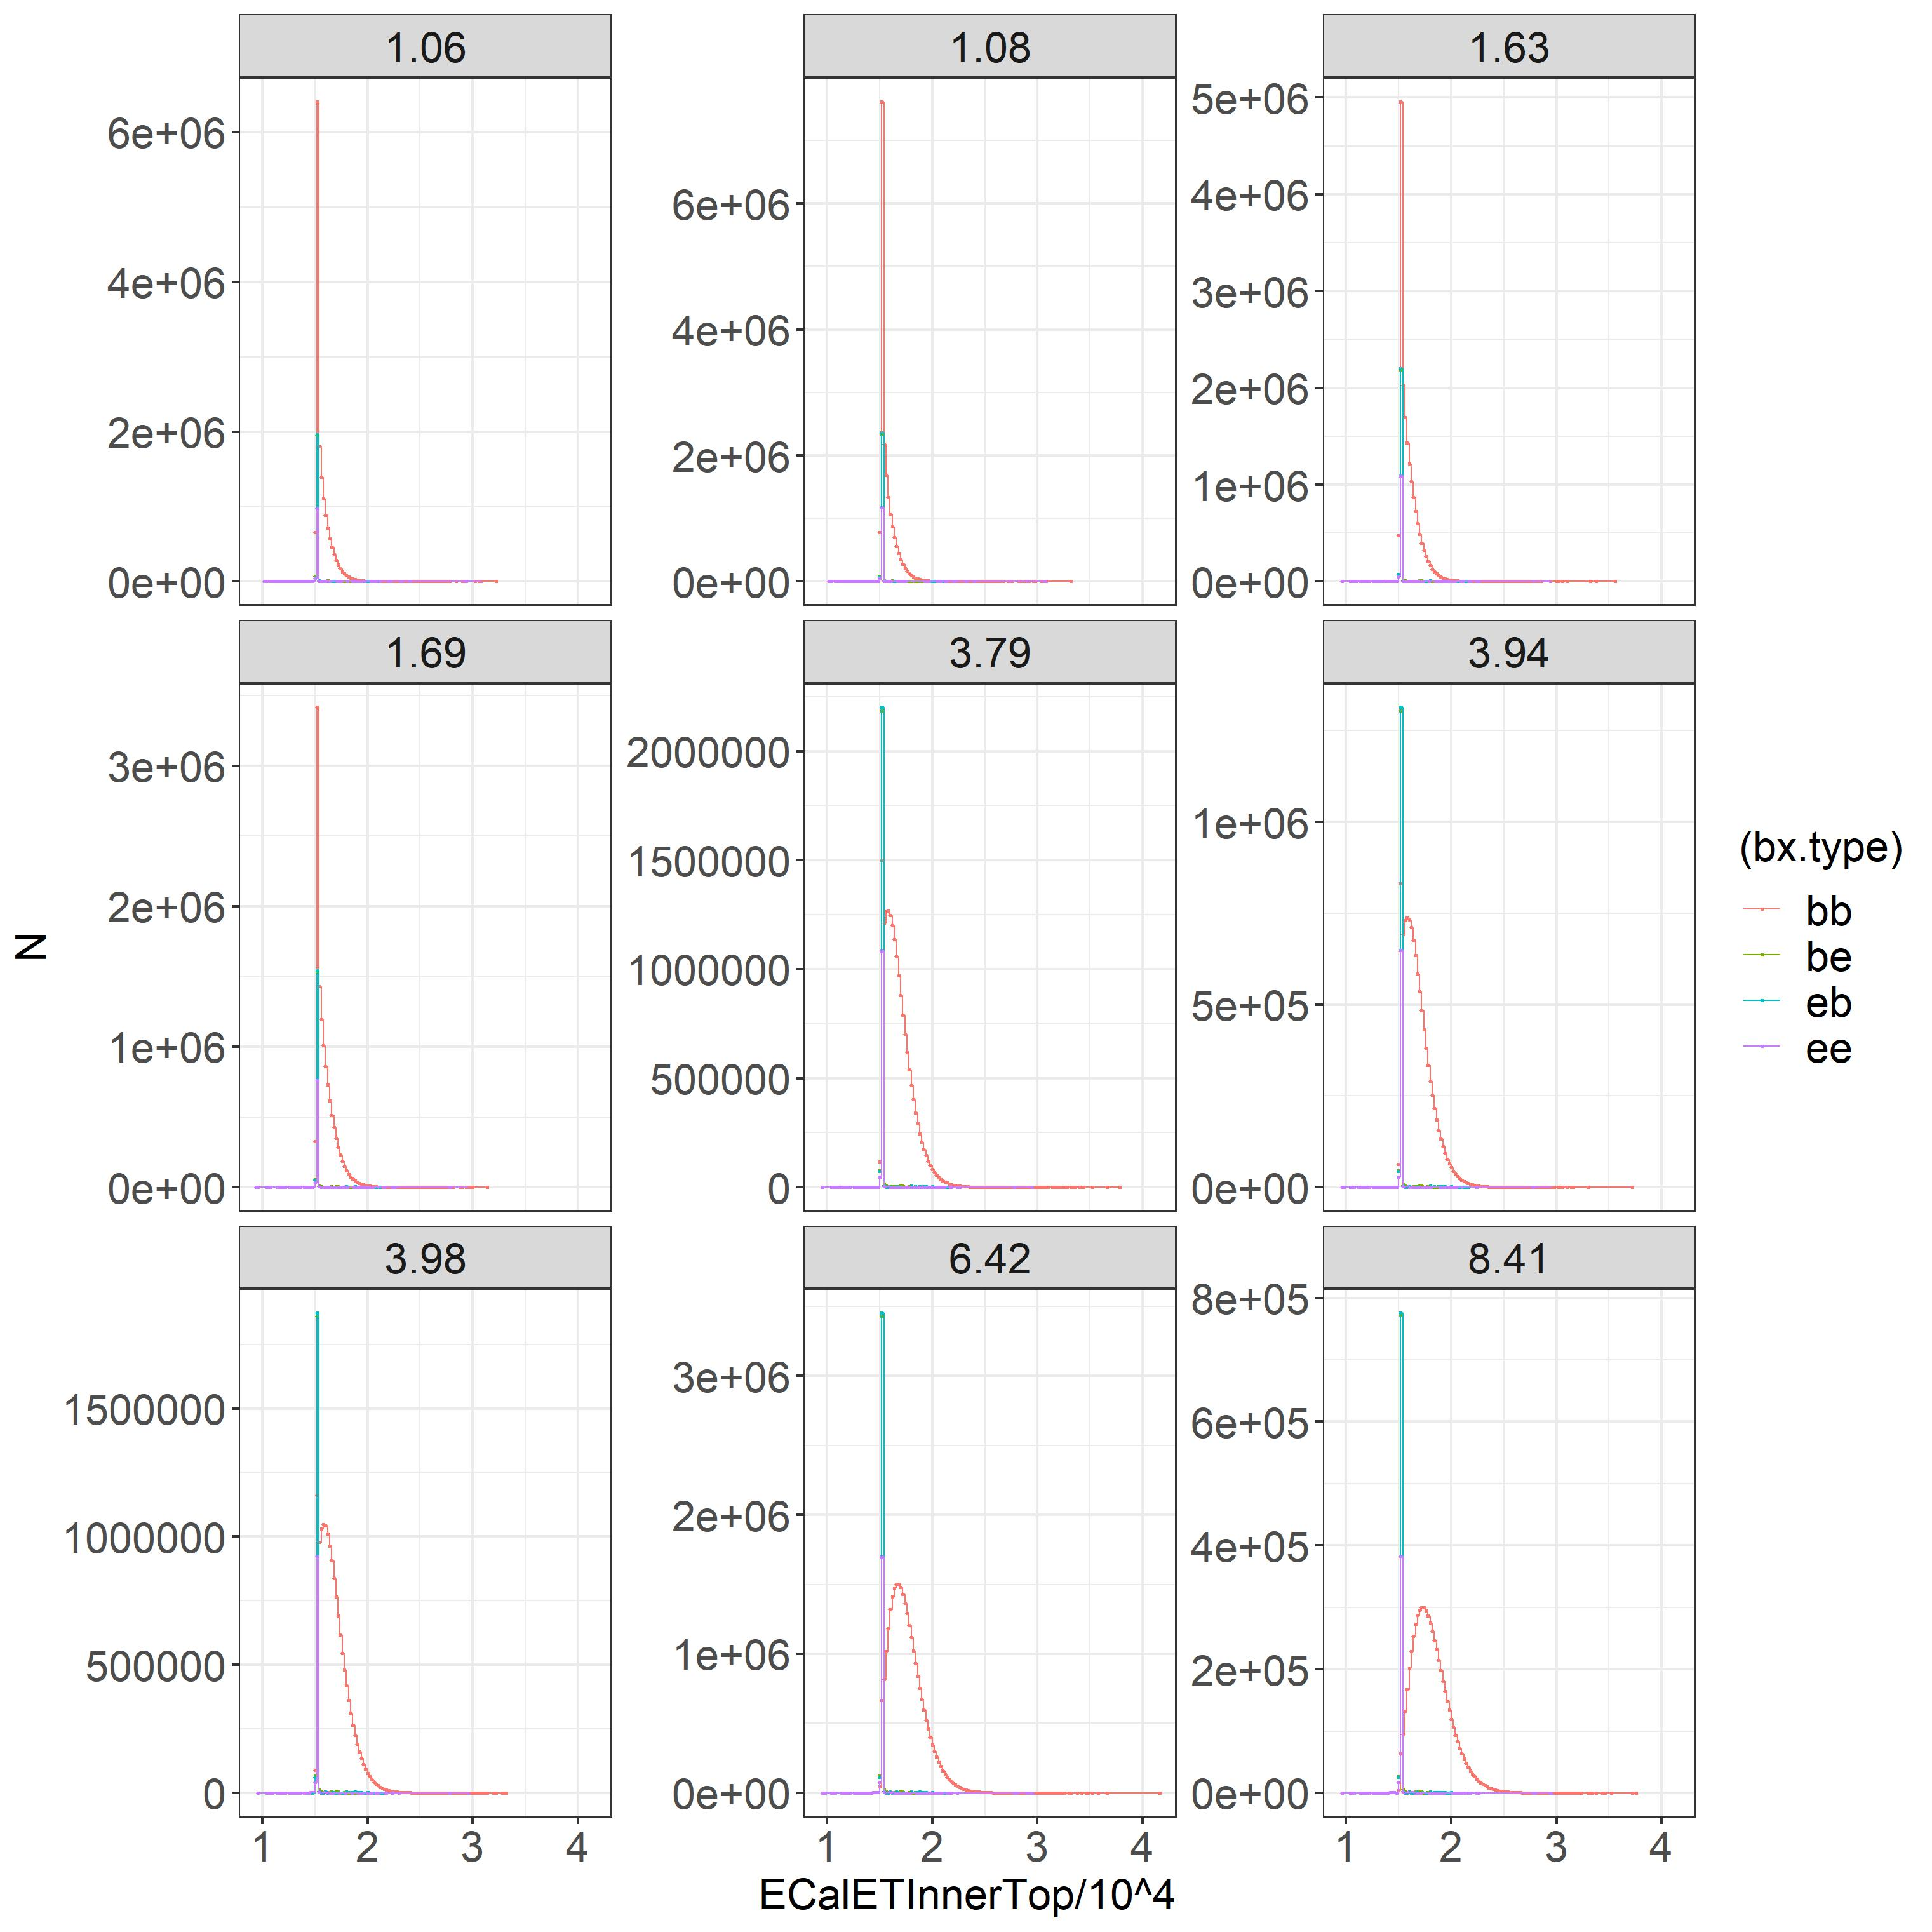 1.06
1.08
1.63
6e+06
4e+06
2e+06
0e+00
6e+06
4e+06
2e+06
0e+00
5e+06
4e+06
3e+06
2e+06
1e+06
0e+00
1.69
3.79
3.94
3e+06
2e+06
1e+06
0e+00
2000000
1500000
1000000
500000
0
1e+06
5e+05
0e+00
3.98
6.42
8.41
1500000
1000000
500000
0
3e+06
2e+06
1e+06
0e+00
8e+05
6e+05
4e+05
2e+05
0e+00
1 2 3 4
1 2 3 4
1 2 3 4
ECalETInnerTop/10^4
N
(bx.type)
bb
be
eb
ee